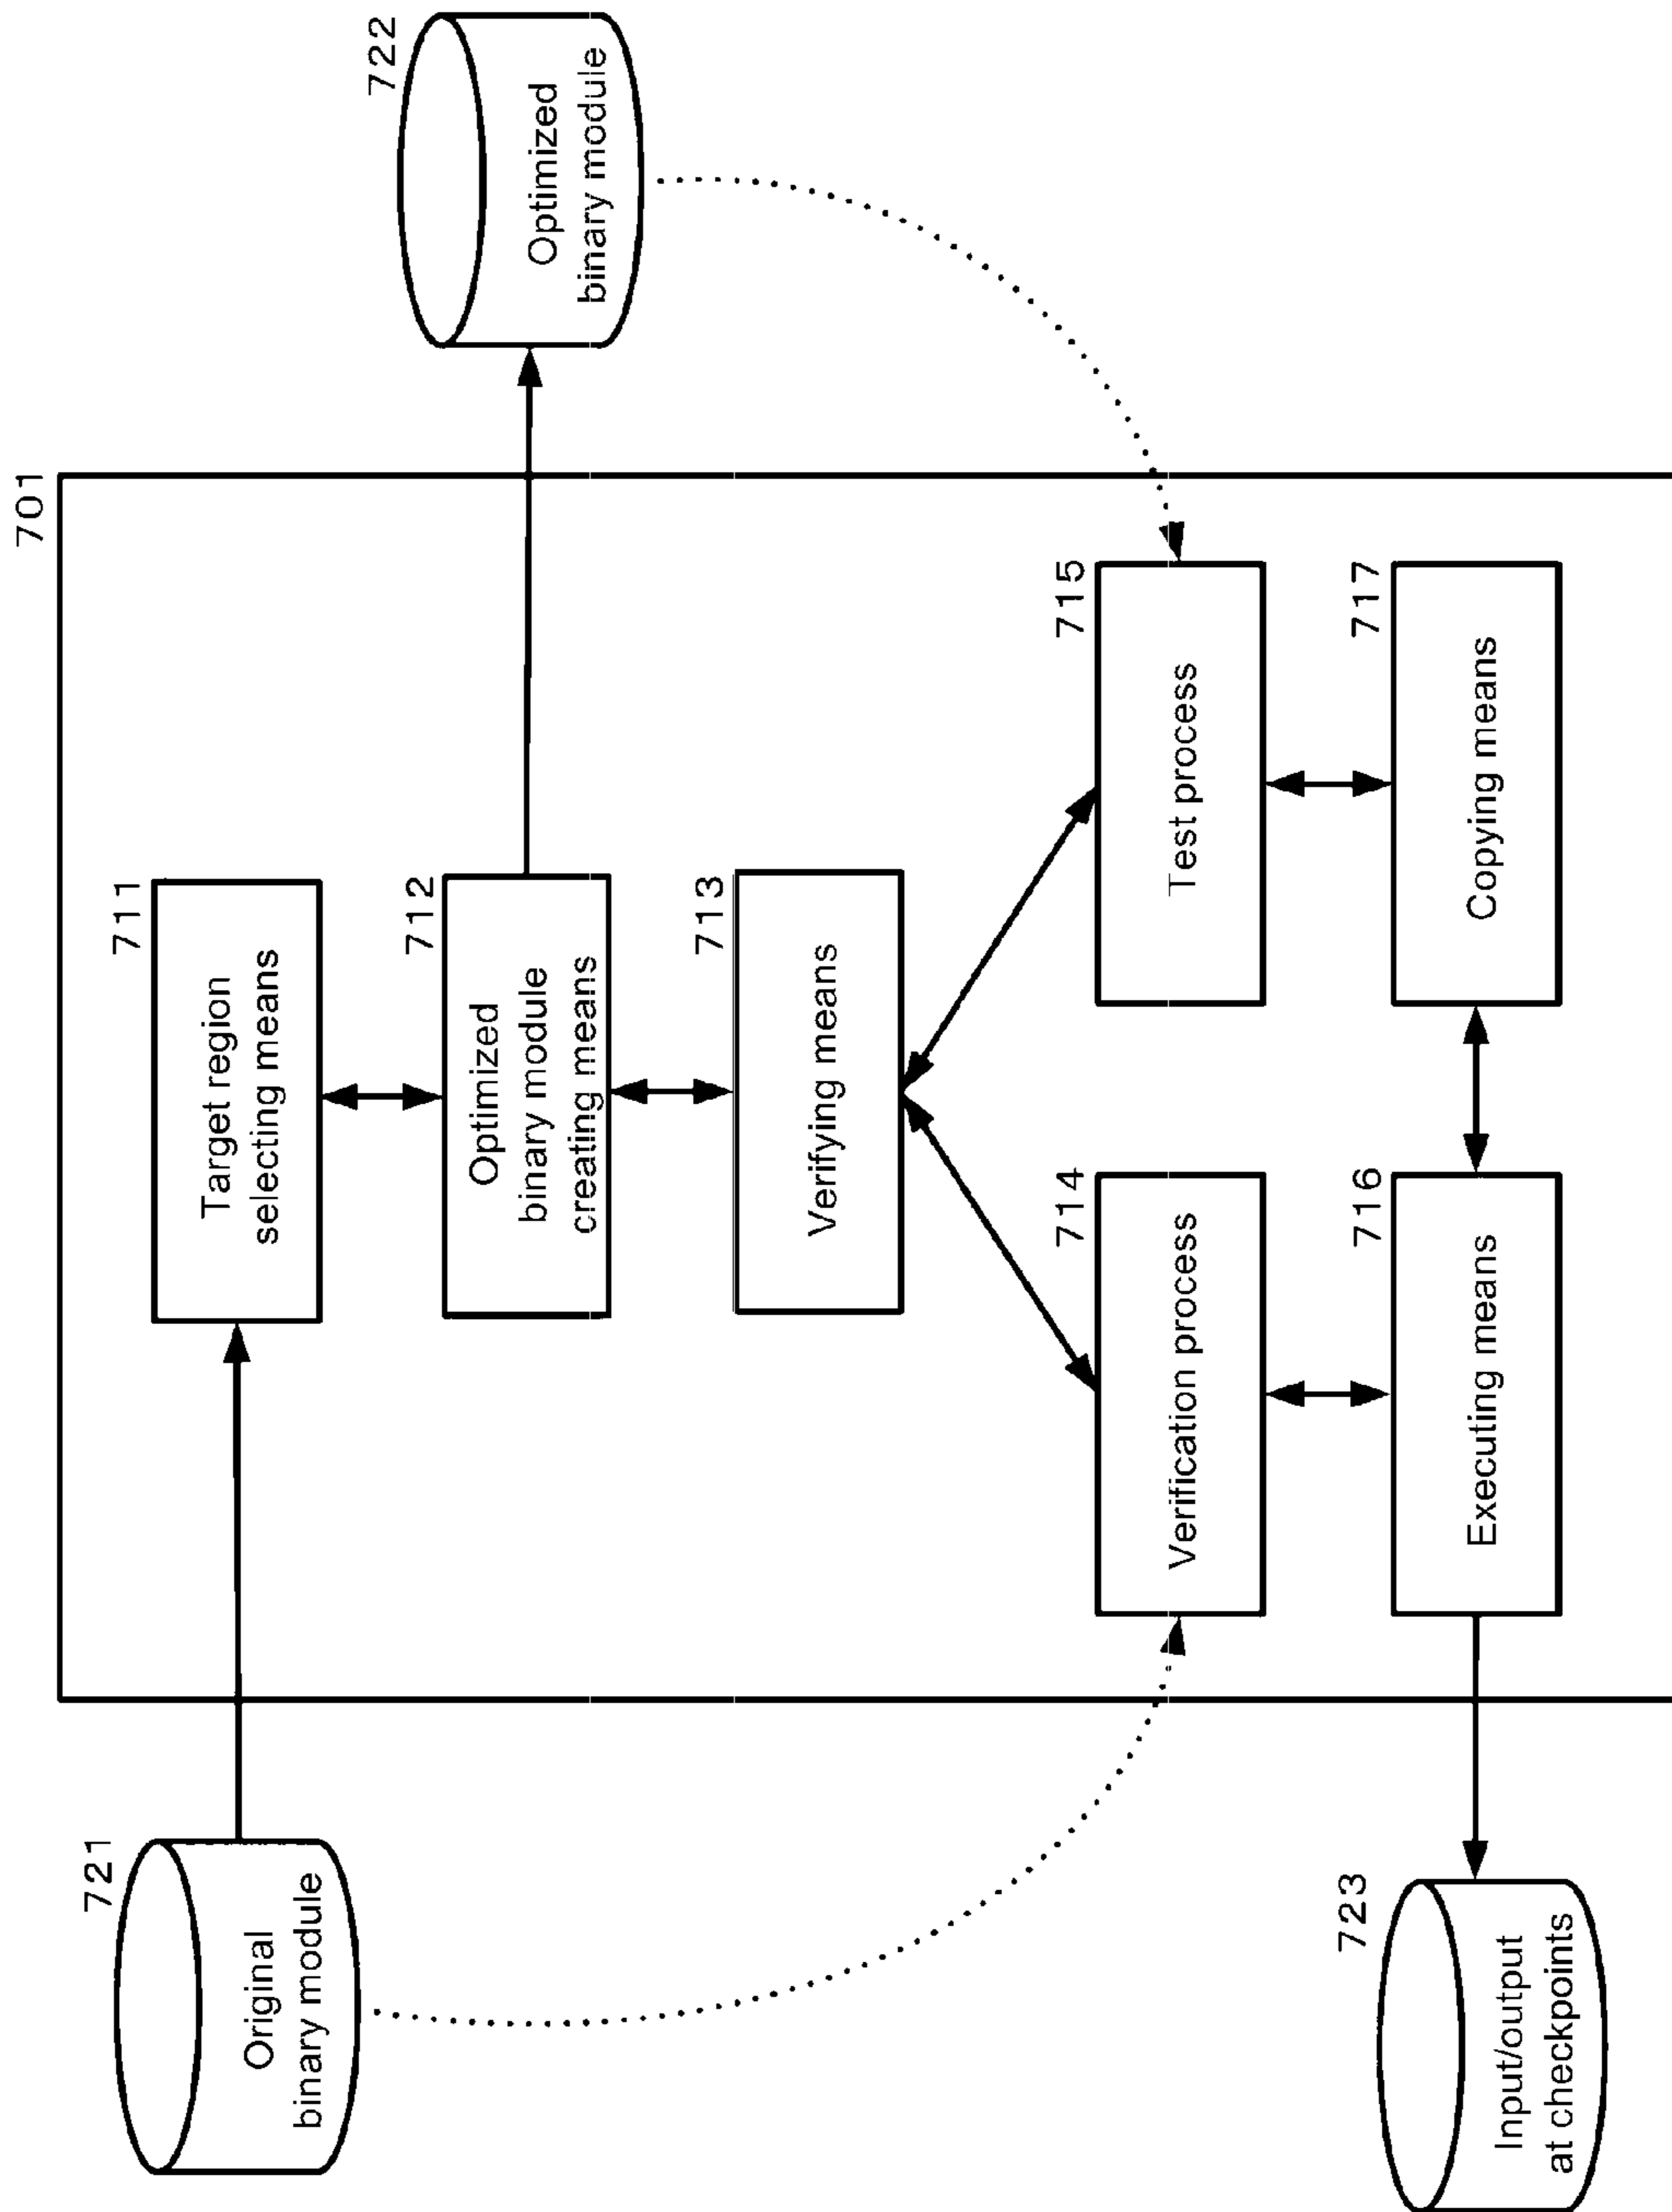 701
721
Original
binary module
711
Target region
selecting means
722
Optimized
binary module
712
Optimized
binary module
creating means
713
Verifying means
714
Verification process
715
Test process
723
Input/output
at checkpoints
716
Executing means
717
Copying means